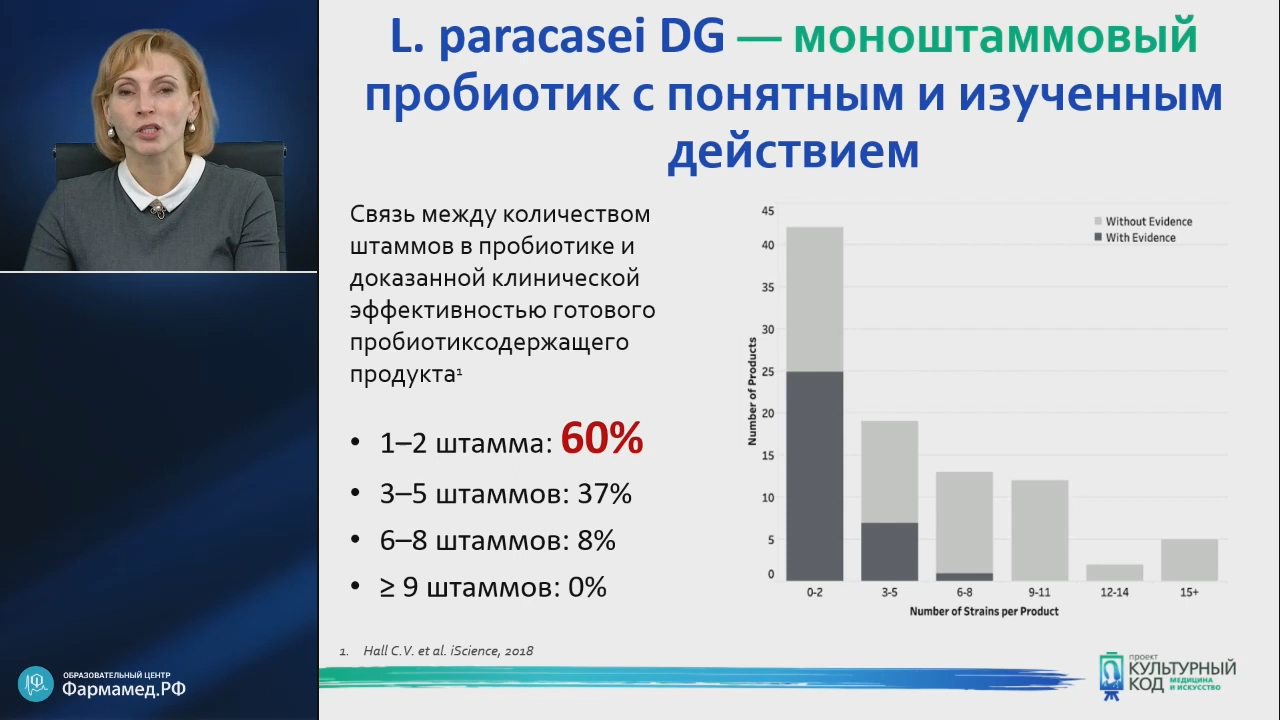 L. paracasei DG — моноштаммовый
пробиотик с понятным и изученным
действием
Связь между количеством
штаммов в пробиотике и
доказанной клинической
эффективностью готового
пробиотиксодержащего
продукта¹
• 1–2 штамма: 60%
• 3–5 штаммов: 37%
• 6–8 штаммов: 8%
• ≥ 9 штаммов: 0%
Number of Products
45
40
35
30
25
20
15
10
5
0
Without Evidence
With Evidence
0-2 3-5 6-8 9-11 12-14 15+
Number of Strains per Product
1. Hall C.V. et al. iScience, 2018
ОБРАЗОВАТЕЛЬНЫЙ ЦЕНТР
Фармамед.РФ
проект
КУЛЬТУРНЫЙ
КОД МЕДИЦИНА
И ИСКУССТВО